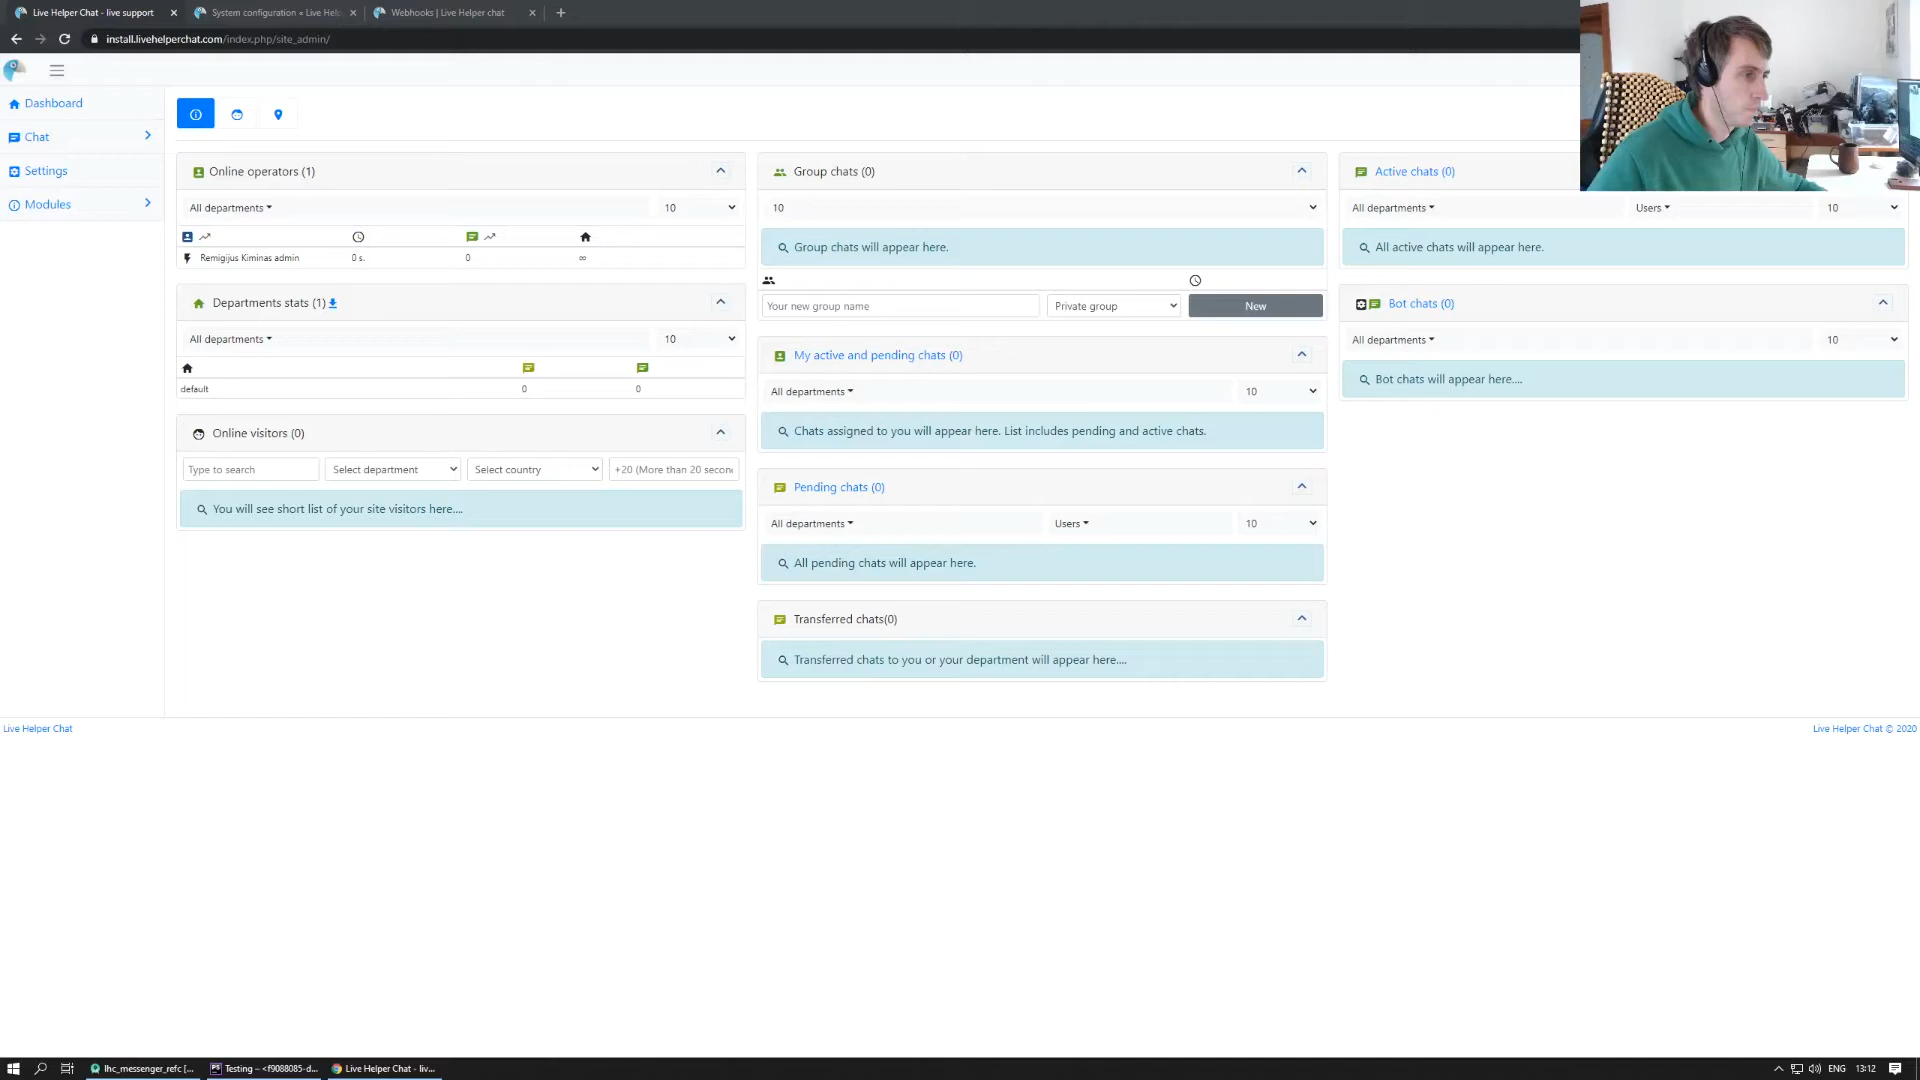 Live Helper Chat - live support
System configuration « Live Hel
Webhooks | Live Helper chat
install.livehelperchat.com/index.php/site_admin/
Dashboard
Chat
Settings
Modules
Online operators (1)
All departments
10
Remigijus Kiminas admin
0 s.
0
∞
Departments stats (1)
All departments
10
default
0
0
Online visitors (0)
Type to search
Select department
Select country
+20 (More than 20 secon
You will see short list of your site visitors here....
Group chats (0)
10
Group chats will appear here.
Your new group name
Private group
New
My active and pending chats (0)
All departments
10
Chats assigned to you will appear here. List includes pending and active chats.
Pending chats (0)
All departments
Users
10
All pending chats will appear here.
Transferred chats(0)
Transferred chats to you or your department will appear here....
Active chats (0)
All departments
Users
10
All active chats will appear here.
Bot chats (0)
All departments
10
Bot chats will appear here....
Live Helper Chat
Live Helper Chat © 2020
lhc_messenger_refc [...
Testing – <f9088085-d...
Live Helper Chat - liv...
ENG
13:12